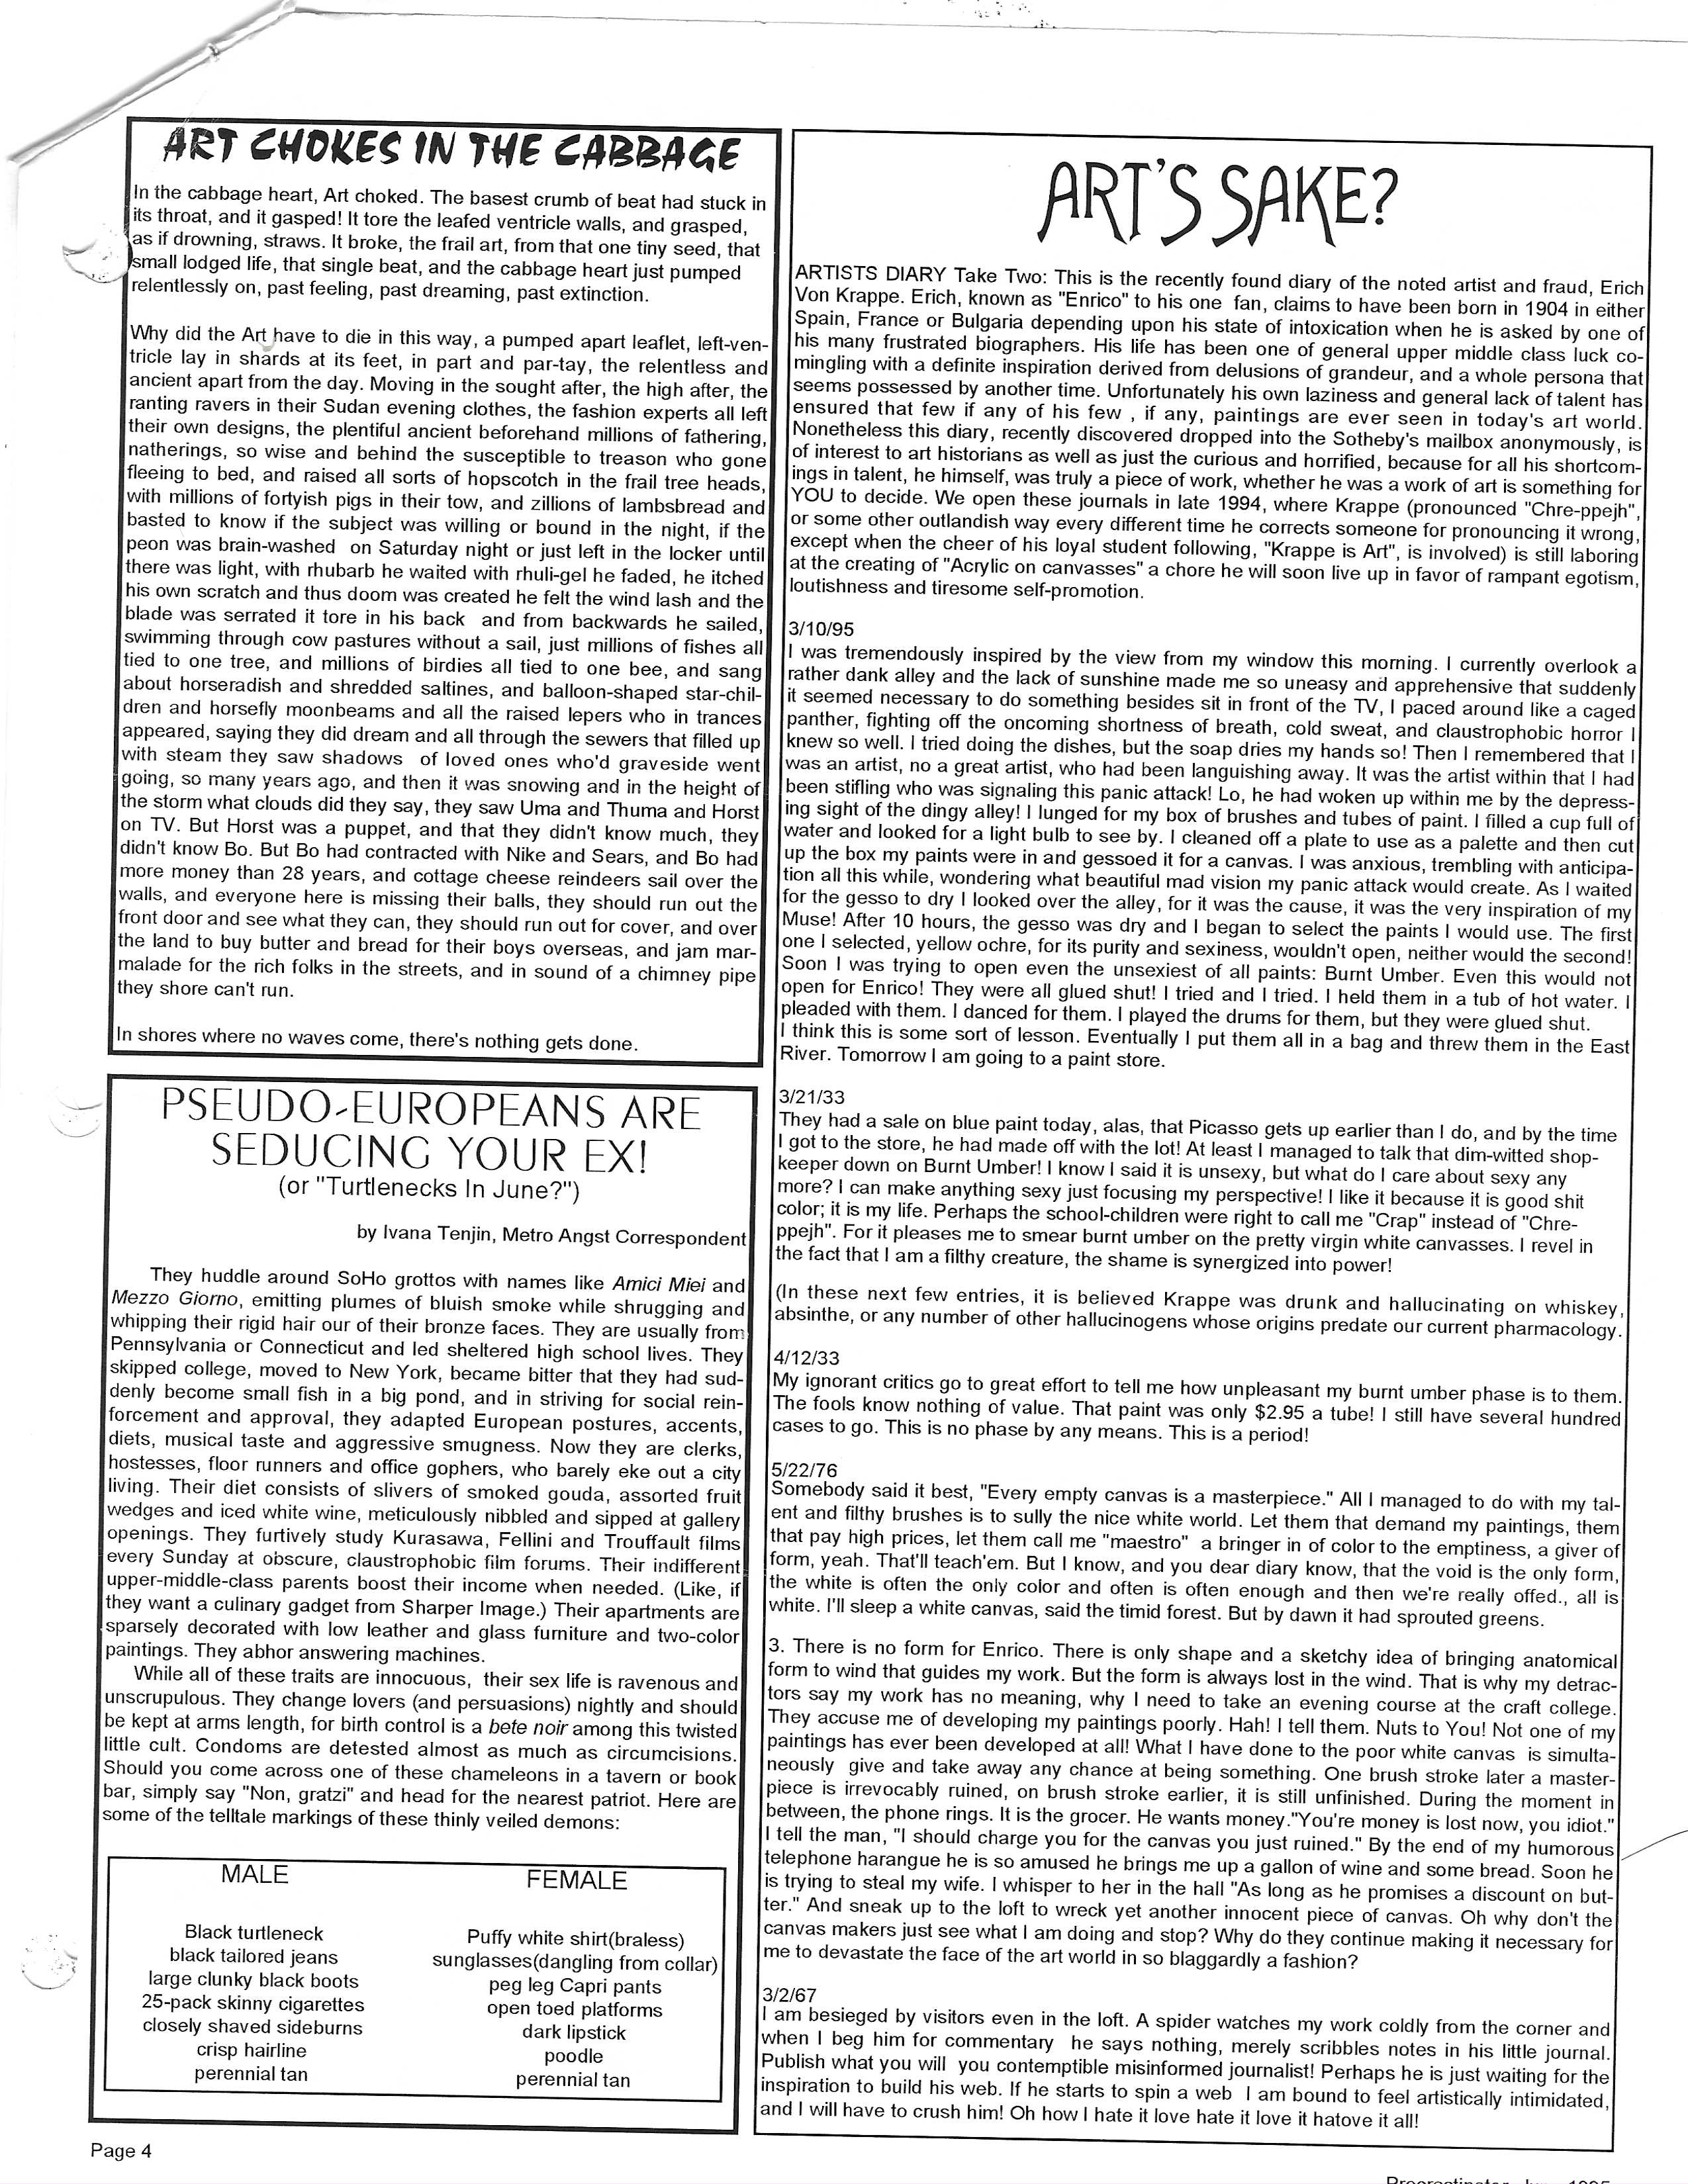 ART CHOKES IN THE CABBAGE
In the cabbage heart, Art choked. The basest crumb of beat had stuck in
its throat, and it gasped! It tore the leafed ventricle walls, and grasped,
as if drowning, straws. It broke, the frail art, from that one tiny seed, that
small lodged life, that single beat, and the cabbage heart just pumped
relentlessly on, past feeling, past dreaming, past extinction.
Why did the Art have to die in this way, a pumped apart leaflet, left-ven-
tricle lay in shards at its feet, in part and par-tay, the relentless and
ancient apart from the day. Moving in the sought after, the high after, the
ranting ravers in their Sudan evening clothes, the fashion experts all left
their own designs, the plentiful ancient beforehand millions of fathering,
natherings, so wise and behind the susceptible to treason who gone
fleeing to bed, and raised all sorts of hopscotch in the frail tree heads,
with millions of fortyish pigs in their tow, and zillions of lambsbread and
basted to know if the subject was willing or bound in the night, if the
peon was brain-washed on Saturday night or just left in the locker until
there was light, with rhubarb he waited with rhuli-gel he faded, he itched
his own scratch and thus doom was created he felt the wind lash and the
blade was serrated it tore in his back and from backwards he sailed,
swimming through cow pastures without a sail, just millions of fishes all
tied to one tree, and millions of birdies all tied to one bee, and sang
about horseradish and shredded saltines, and balloon-shaped star-chil-
dren and horsefly moonbeams and all the raised lepers who in trances
appeared, saying they did dream and all through the sewers that filled up
with steam they saw shadows of loved ones who'd graveside went
going, so many years ago, and then it was snowing and in the height of
the storm what clouds did they say, they saw Uma and Thuma and Horst
on TV. But Horst was a puppet, and that they didn't know much, they
didn't know Bo. But Bo had contracted with Nike and Sears, and Bo had
more money than 28 years, and cottage cheese reindeers sail over the
walls, and everyone here is missing their balls, they should run out the
front door and see what they can, they should run out for cover, and over
the land to buy butter and bread for their boys overseas, and jam mar-
malade for the rich folks in the streets, and in sound of a chimney pipe
they shore can't run.
In shores where no waves come, there's nothing gets done.
PSEUDO-EUROPEANS ARE
SEDUCING YOUR EX!
(or "Turtlenecks In June?")
by Ivana Tenjin, Metro Angst Correspondent
They huddle around SoHo grottos with names like Amici Miei and
Mezzo Giorno, emitting plumes of bluish smoke while shrugging and
whipping their rigid hair our of their bronze faces. They are usually from
Pennsylvania or Connecticut and led sheltered high school lives. They
skipped college, moved to New York, became bitter that they had sud-
denly become small fish in a big pond, and in striving for social rein-
forcement and approval, they adapted European postures, accents,
diets, musical taste and aggressive smugness. Now they are clerks,
hostesses, floor runners and office gophers, who barely eke out a city
living. Their diet consists of slivers of smoked gouda, assorted fruit
wedges and iced white wine, meticulously nibbled and sipped at gallery
openings. They furtively study Kurasawa, Fellini and Trouffault films
every Sunday at obscure, claustrophobic film forums. Their indifferent
upper-middle-class parents boost their income when needed. (Like, if
they want a culinary gadget from Sharper Image.) Their apartments are
sparsely decorated with low leather and glass furniture and two-color
paintings. They abhor answering machines.
While all of these traits are innocuous, their sex life is ravenous and
unscrupulous. They change lovers (and persuasions) nightly and should
be kept at arms length, for birth control is a bete noir among this twisted
little cult. Condoms are detested almost as much as circumcisions.
Should you come across one of these chameleons in a tavern or book
bar, simply say "Non, gratzi" and head for the nearest patriot. Here are
some of the telltale markings of these thinly veiled demons:
MALE
Black turtleneck
black tailored jeans
large clunky black boots
25-pack skinny cigarettes
closely shaved sideburns
crisp hairline
perennial tan
FEMALE
Puffy white shirt(braless)
sunglasses(dangling from collar)
peg leg Capri pants
open toed platforms
dark lipstick
poodle
perennial tan
ART'S SAKE?
ARTISTS DIARY Take Two: This is the recently found diary of the noted artist and fraud, Erich
Von Krappe. Erich, known as "Enrico" to his one fan, claims to have been born in 1904 in either
Spain, France or Bulgaria depending upon his state of intoxication when he is asked by one of
his many frustrated biographers. His life has been one of general upper middle class luck co-
mingling with a definite inspiration derived from delusions of grandeur, and a whole persona that
seems possessed by another time. Unfortunately his own laziness and general lack of talent has
ensured that few if any of his few , if any, paintings are ever seen in today's art world.
Nonetheless this diary, recently discovered dropped into the Sotheby's mailbox anonymously, is
of interest to art historians as well as just the curious and horrified, because for all his shortcom-
ings in talent, he himself, was truly a piece of work, whether he was a work of art is something for
YOU to decide. We open these journals in late 1994, where Krappe (pronounced "Chre-ppejh",
or some other outlandish way every different time he corrects someone for pronouncing it wrong,
except when the cheer of his loyal student following, "Krappe is Art", is involved) is still laboring
at the creating of "Acrylic on canvasses" a chore he will soon live up in favor of rampant egotism,
loutishness and tiresome self-promotion.
3/10/95
I was tremendously inspired by the view from my window this morning. I currently overlook a
rather dank alley and the lack of sunshine made me so uneasy and apprehensive that suddenly
it seemed necessary to do something besides sit in front of the TV, I paced around like a caged
panther, fighting off the oncoming shortness of breath, cold sweat, and claustrophobic horror I
knew so well. I tried doing the dishes, but the soap dries my hands so! Then I remembered that I
was an artist, no a great artist, who had been languishing away. It was the artist within that I had
been stifling who was signaling this panic attack! Lo, he had woken up within me by the depress-
ing sight of the dingy alley! I lunged for my box of brushes and tubes of paint. I filled a cup full of
water and looked for a light bulb to see by. I cleaned off a plate to use as a palette and then cut
up the box my paints were in and gessoed it for a canvas. I was anxious, trembling with anticipa-
tion all this while, wondering what beautiful mad vision my panic attack would create. As I waited
for the gesso to dry I looked over the alley, for it was the cause, it was the very inspiration of my
Muse! After 10 hours, the gesso was dry and I began to select the paints I would use. The first
one I selected, yellow ochre, for its purity and sexiness, wouldn't open, neither would the second!
Soon I was trying to open even the unsexiest of all paints: Burnt Umber. Even this would not
open for Enrico! They were all glued shut! I tried and I tried. I held them in a tub of hot water. I
pleaded with them. I danced for them. I played the drums for them, but they were glued shut.
I think this is some sort of lesson. Eventually I put them all in a bag and threw them in the East
River. Tomorrow I am going to a paint store.
3/21/33
They had a sale on blue paint today, alas, that Picasso gets up earlier than I do, and by the time
I got to the store, he had made off with the lot! At least I managed to talk that dim-witted shop-
keeper down on Burnt Umber! I know I said it is unsexy, but what do I care about sexy any
more? I can make anything sexy just focusing my perspective! I like it because it is good shit
color; it is my life. Perhaps the school-children were right to call me "Crap" instead of "Chre-
ppejh". For it pleases me to smear burnt umber on the pretty virgin white canvasses. I revel in
the fact that I am a filthy creature, the shame is synergized into power!
(In these next few entries, it is believed Krappe was drunk and hallucinating on whiskey,
absinthe, or any number of other hallucinogens whose origins predate our current pharmacology.
4/12/33
My ignorant critics go to great effort to tell me how unpleasant my burnt umber phase is to them.
The fools know nothing of value. That paint was only $2.95 a tube! I still have several hundred
cases to go. This is no phase by any means. This is a period!
5/22/76
Somebody said it best, "Every empty canvas is a masterpiece." All I managed to do with my tal-
ent and filthy brushes is to sully the nice white world. Let them that demand my paintings, them
that pay high prices, let them call me "maestro" a bringer in of color to the emptiness, a giver of
form, yeah. That'll teach'em. But I know, and you dear diary know, that the void is the only form,
the white is often the only color and often is often enough and then we're really offed., all is
white. I'll sleep a white canvas, said the timid forest. But by dawn it had sprouted greens.
3. There is no form for Enrico. There is only shape and a sketchy idea of bringing anatomical
form to wind that guides my work. But the form is always lost in the wind. That is why my detrac-
tors say my work has no meaning, why I need to take an evening course at the craft college.
They accuse me of developing my paintings poorly. Hah! I tell them. Nuts to You! Not one of my
paintings has ever been developed at all! What I have done to the poor white canvas is simulta-
neously give and take away any chance at being something. One brush stroke later a master-
piece is irrevocably ruined, on brush stroke earlier, it is still unfinished. During the moment in
between, the phone rings. It is the grocer. He wants money."You're money is lost now, you idiot."
I tell the man, "I should charge you for the canvas you just ruined." By the end of my humorous
telephone harangue he is so amused he brings me up a gallon of wine and some bread. Soon he
is trying to steal my wife. I whisper to her in the hall "As long as he promises a discount on but-
ter." And sneak up to the loft to wreck yet another innocent piece of canvas. Oh why don't the
canvas makers just see what I am doing and stop? Why do they continue making it necessary for
me to devastate the face of the art world in so blaggardly a fashion?
3/2/67
I am besieged by visitors even in the loft. A spider watches my work coldly from the corner and
when I beg him for commentary he says nothing, merely scribbles notes in his little journal.
Publish what you will you contemptible misinformed journalist! Perhaps he is just waiting for the
inspiration to build his web. If he starts to spin a web I am bound to feel artistically intimidated,
and I will have to crush him! Oh how I hate it love hate it love it hatove it all!
Page 4